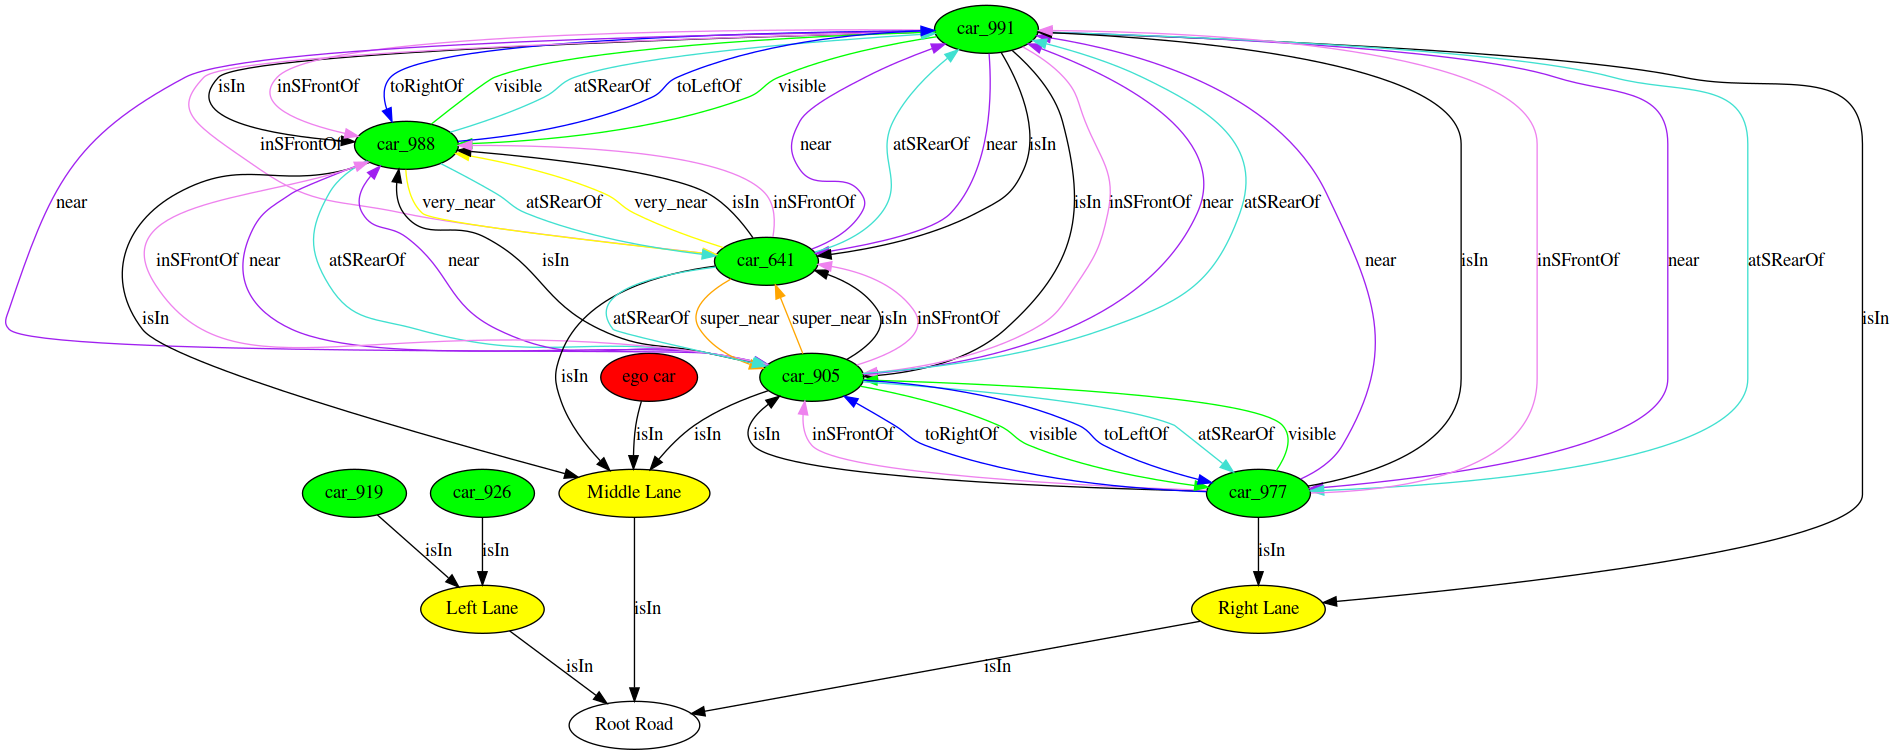 car_991
isIn inSFrontOf toRightOf visible atSRearOf toLeftOf visible
inSFrontOf car_988 near atSRearOf near isIn
near very_near atSRearOf very_near isIn inSFrontOf isIn inSFrontOf near atSRearOf
inSFrontOf near atSRearOf near isIn car_641 near isIn inSFrontOf near atSRearOf
isIn atSRearOf super_near super_near isIn inSFrontOf isIn
isIn ego car car_905
isIn isIn isIn inSFrontOf toRightOf visible toLeftOf atSRearOf visible
car_919 car_926 Middle Lane car_977
isIn isIn isIn
Left Lane isIn Right Lane
isIn isIn
Root Road